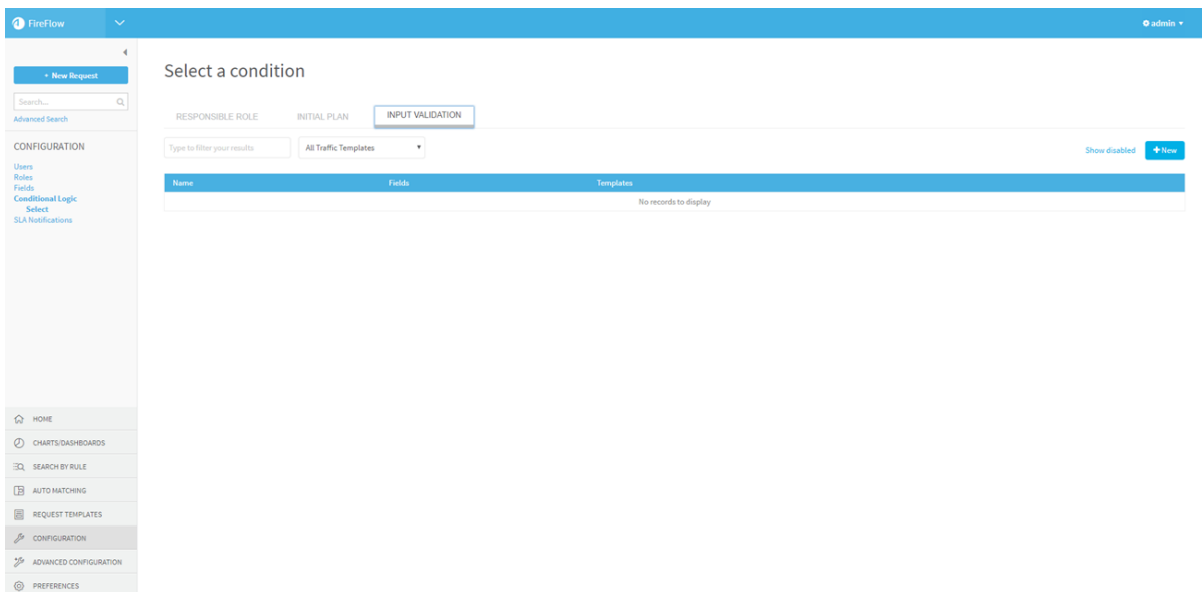 FireFlow
admin
+ New Request
Search...
Advanced Search
CONFIGURATION
Users
Roles
Fields
Conditional Logic
Select
SLA Notifications
HOME
CHARTS/DASHBOARDS
SEARCH BY RULE
AUTO MATCHING
REQUEST TEMPLATES
CONFIGURATION
ADVANCED CONFIGURATION
PREFERENCES
Select a condition
RESPONSIBLE ROLE INITIAL PLAN INPUT VALIDATION
Type to filter your results All Traffic Templates Show disabled + New
Name Fields Templates
No records to display